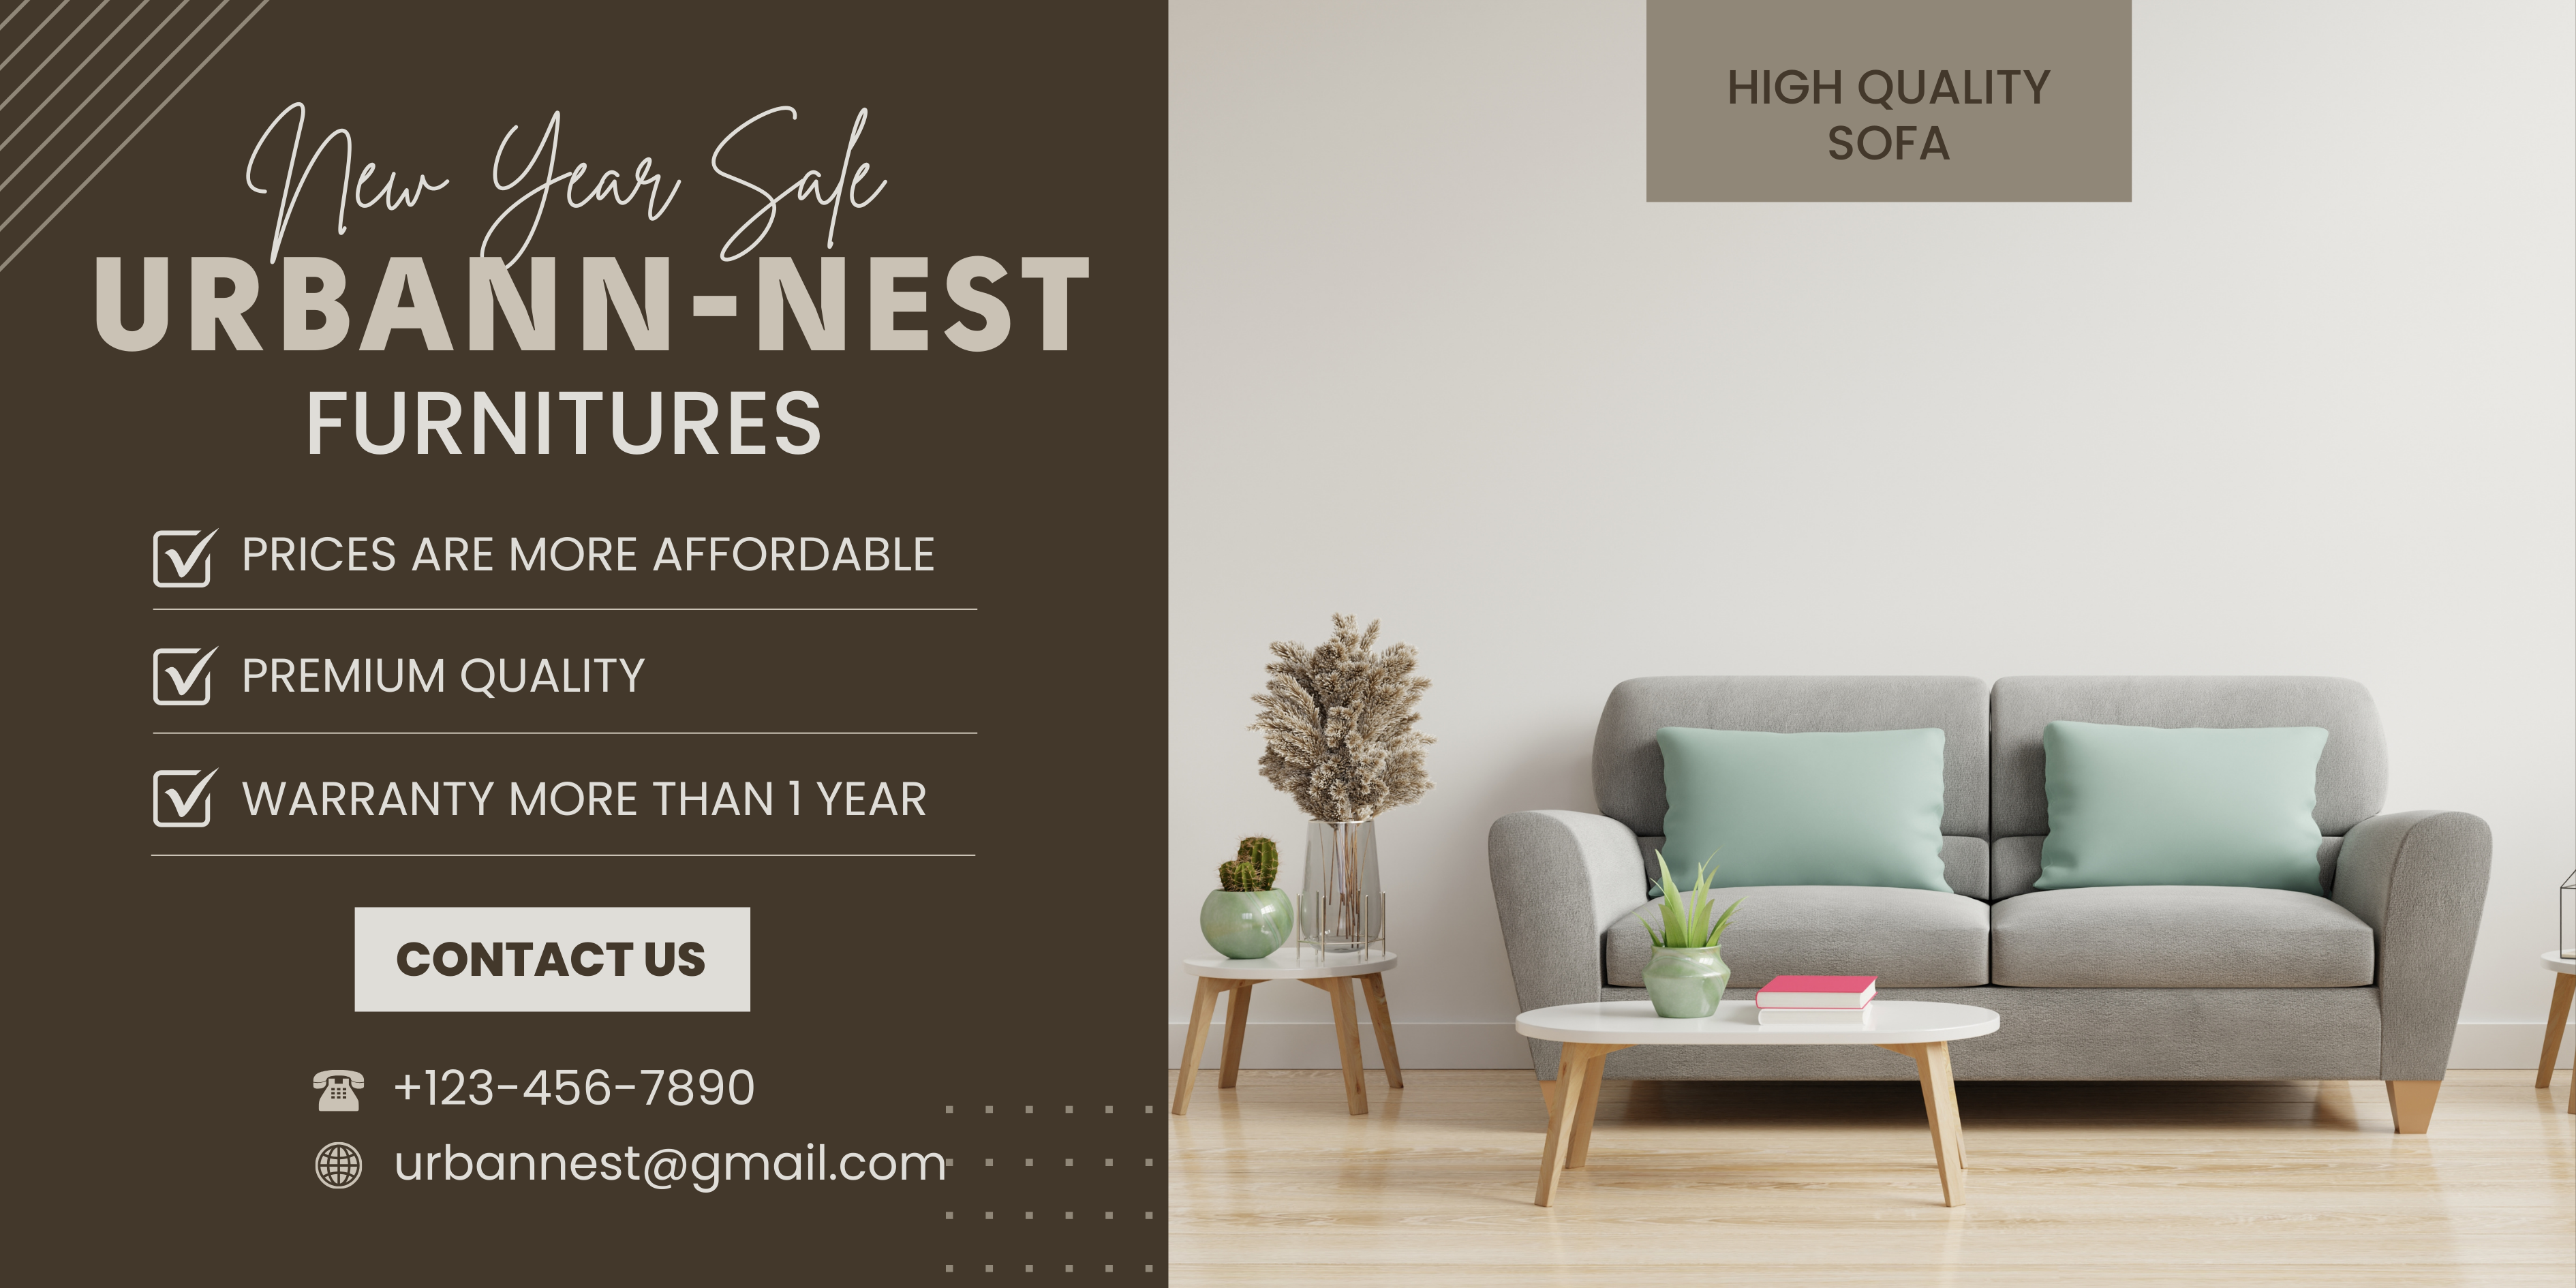 New Year Sale
URBANN-NEST
FURNITURES
PRICES ARE MORE AFFORDABLE
PREMIUM QUALITY
WARRANTY MORE THAN 1 YEAR
CONTACT US
+123-456-7890
urbannest@gmail.com
HIGH QUALITY
SOFA